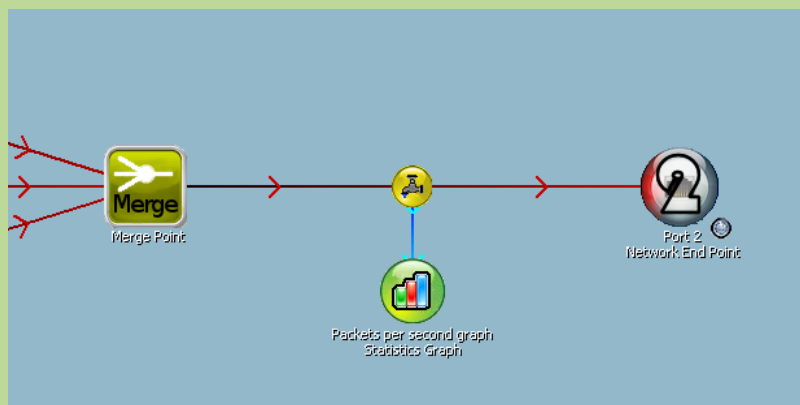 Merge
Merge Point
2
Port 2
Network End Point
Packets per second graph
Statistics Graph